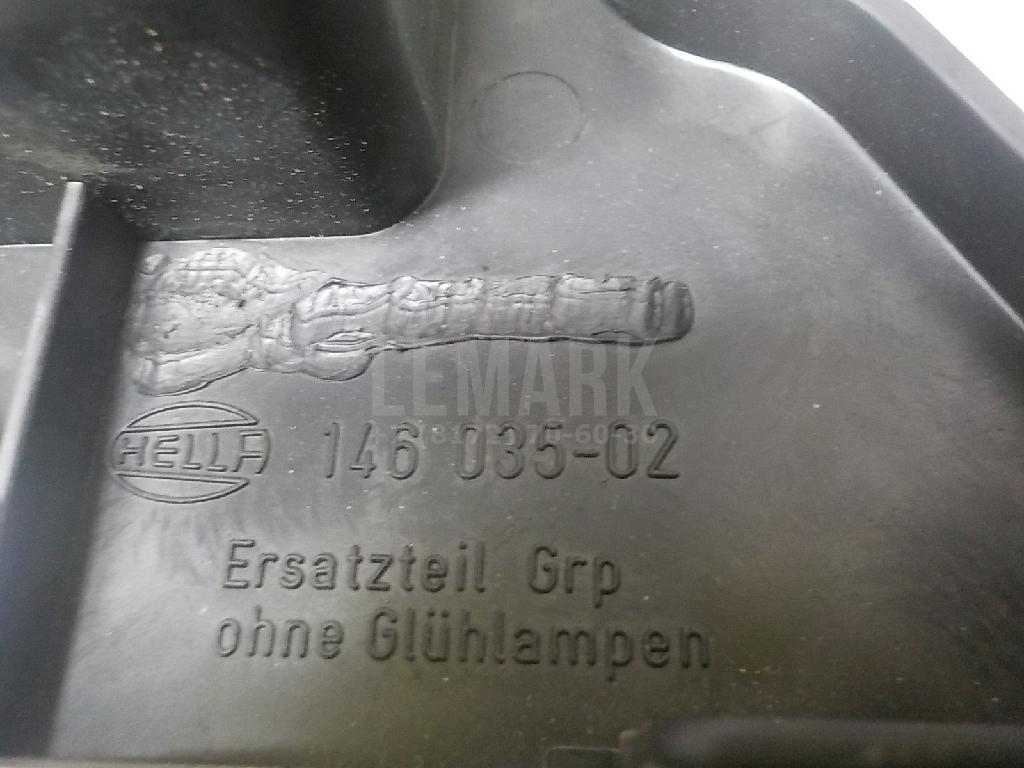 LEMARK
HELLA 146 035-02
Ersatzteil Grp
ohne Glühlampen